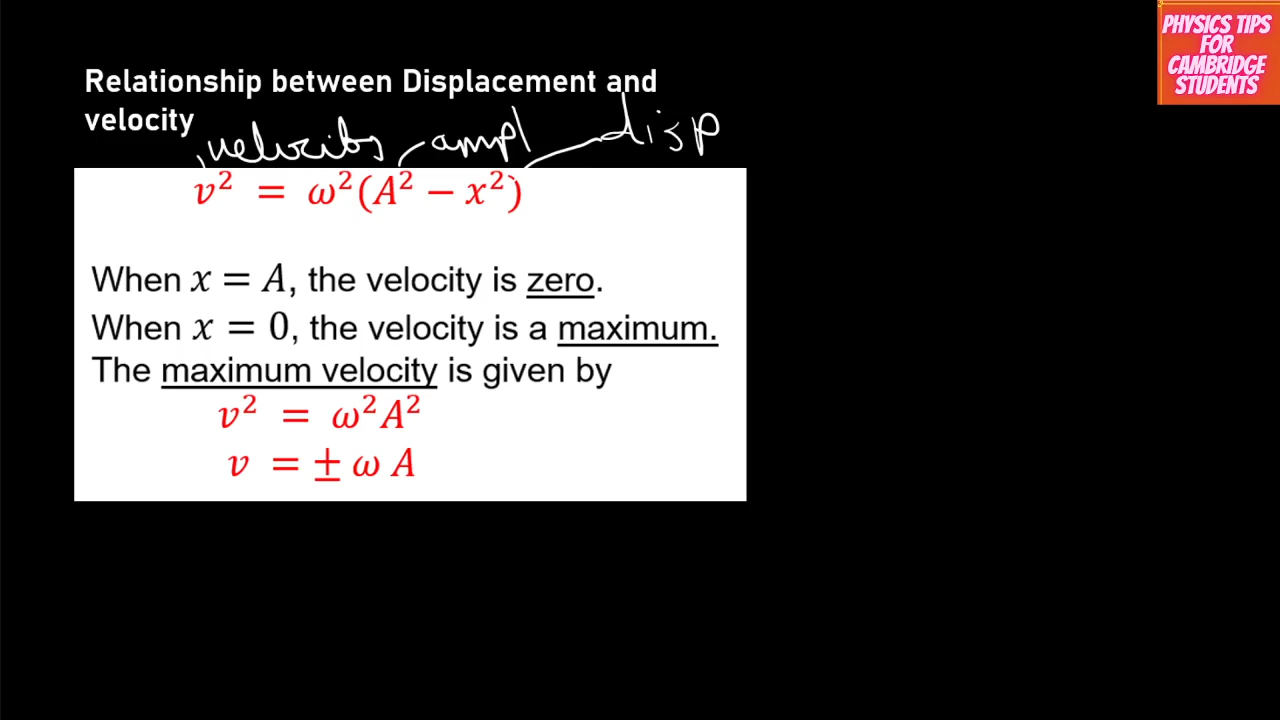 PHYSICS TIPS
FOR
CAMBRIDGE
STUDENTS
Relationship between Displacement and
velocity
velocity ampl disp
v² = ω²(A² − x²)
When x = A, the velocity is zero.
When x = 0, the velocity is a maximum.
The maximum velocity is given by
v² = ω²A²
v = ± ω A